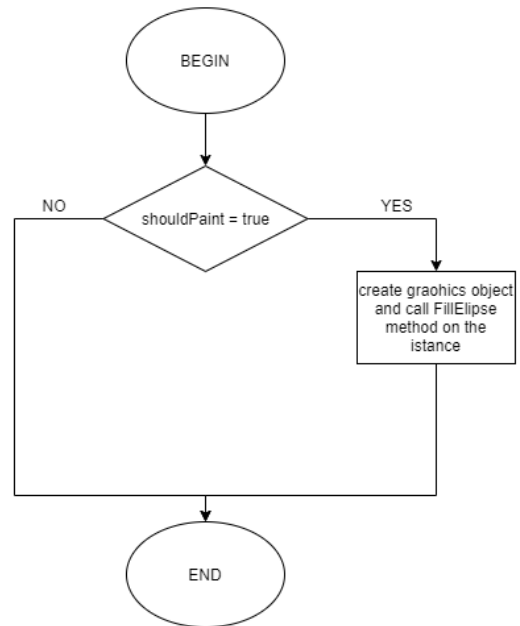 BEGIN
shouldPaint = true
NO
YES
create graohics object
and call FillElipse
method on the
istance
END